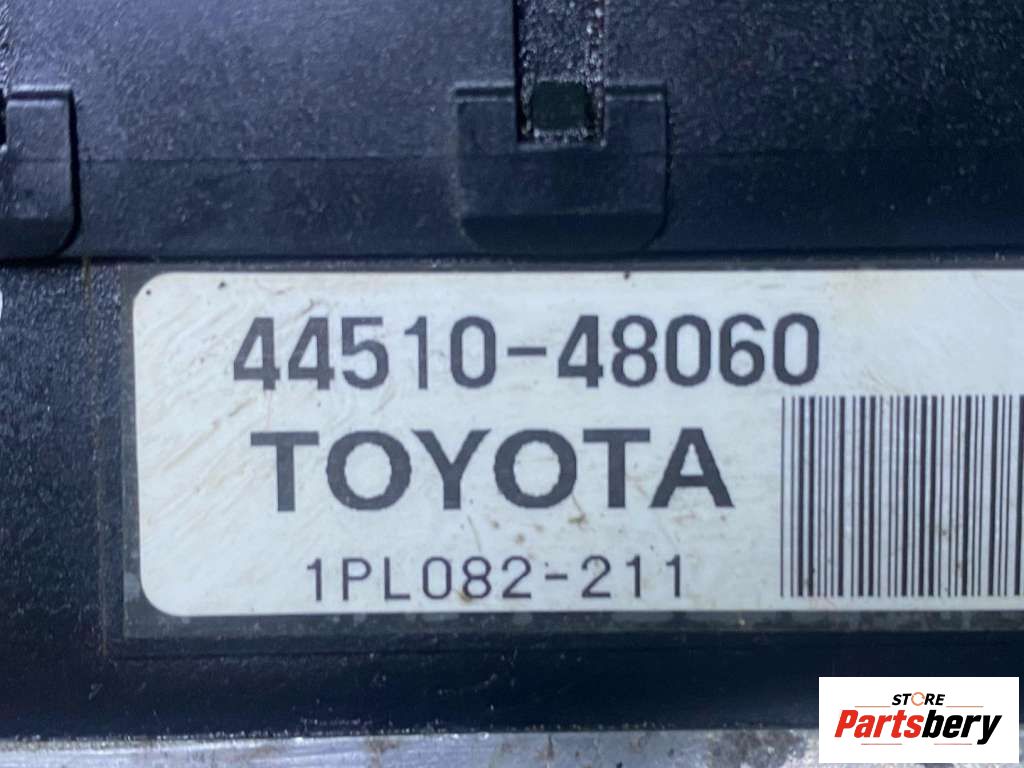 44510-48060
TOYOTA
1PL082-211
STORE
Partsbery